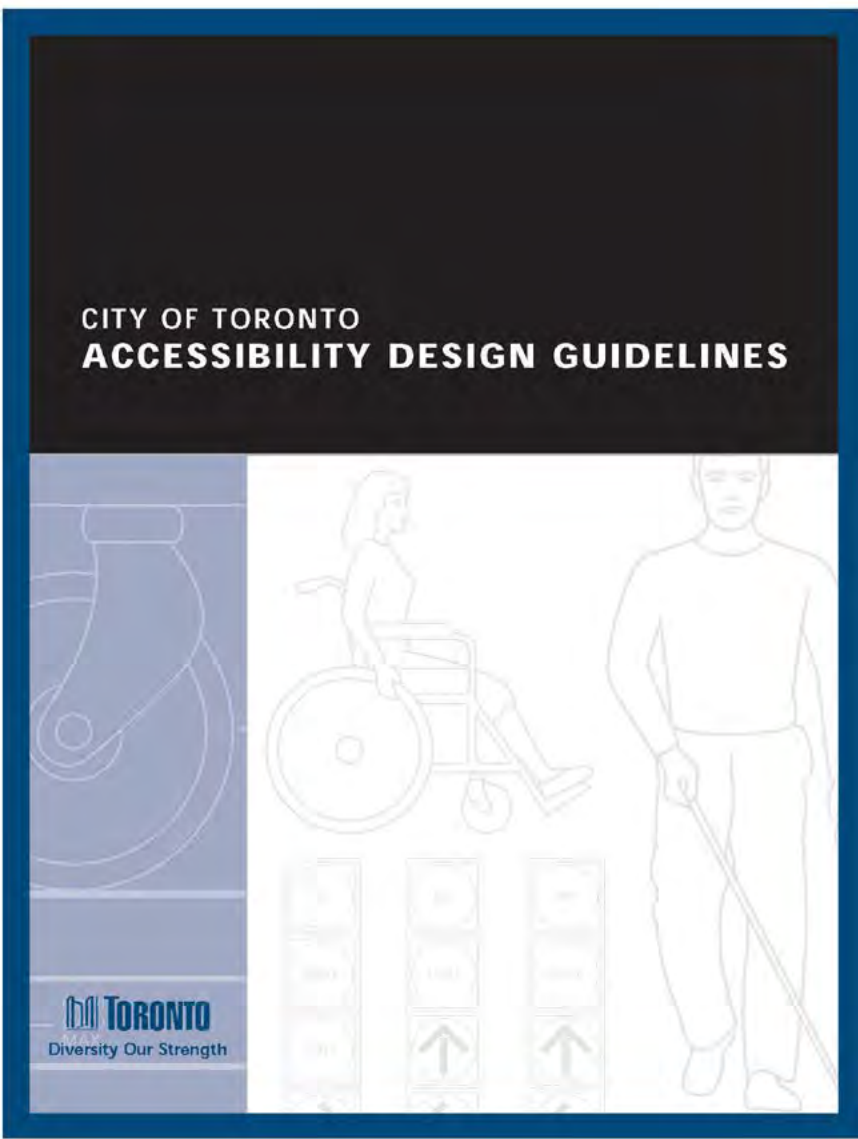 CITY OF TORONTO
ACCESSIBILITY DESIGN GUIDELINES
TORONTO
Diversity Our Strength